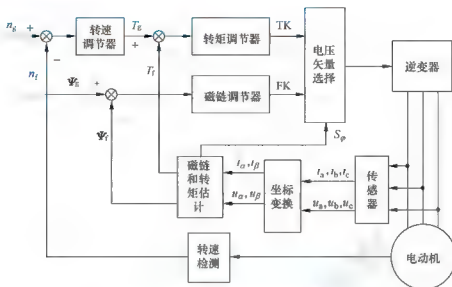 n_g
转速
调节器
T_g
转矩调节器
TK
电压
矢量
选择
逆变器
n_f
T_f
Ψ_g
磁链调节器
FK
Ψ_f
S_φ
磁链
和转
矩估
计
i_α, i_β
u_α, u_β
坐标
变换
i_a, i_b, i_c
u_a, u_b, u_c
传
感
器
转速
检测
电动机